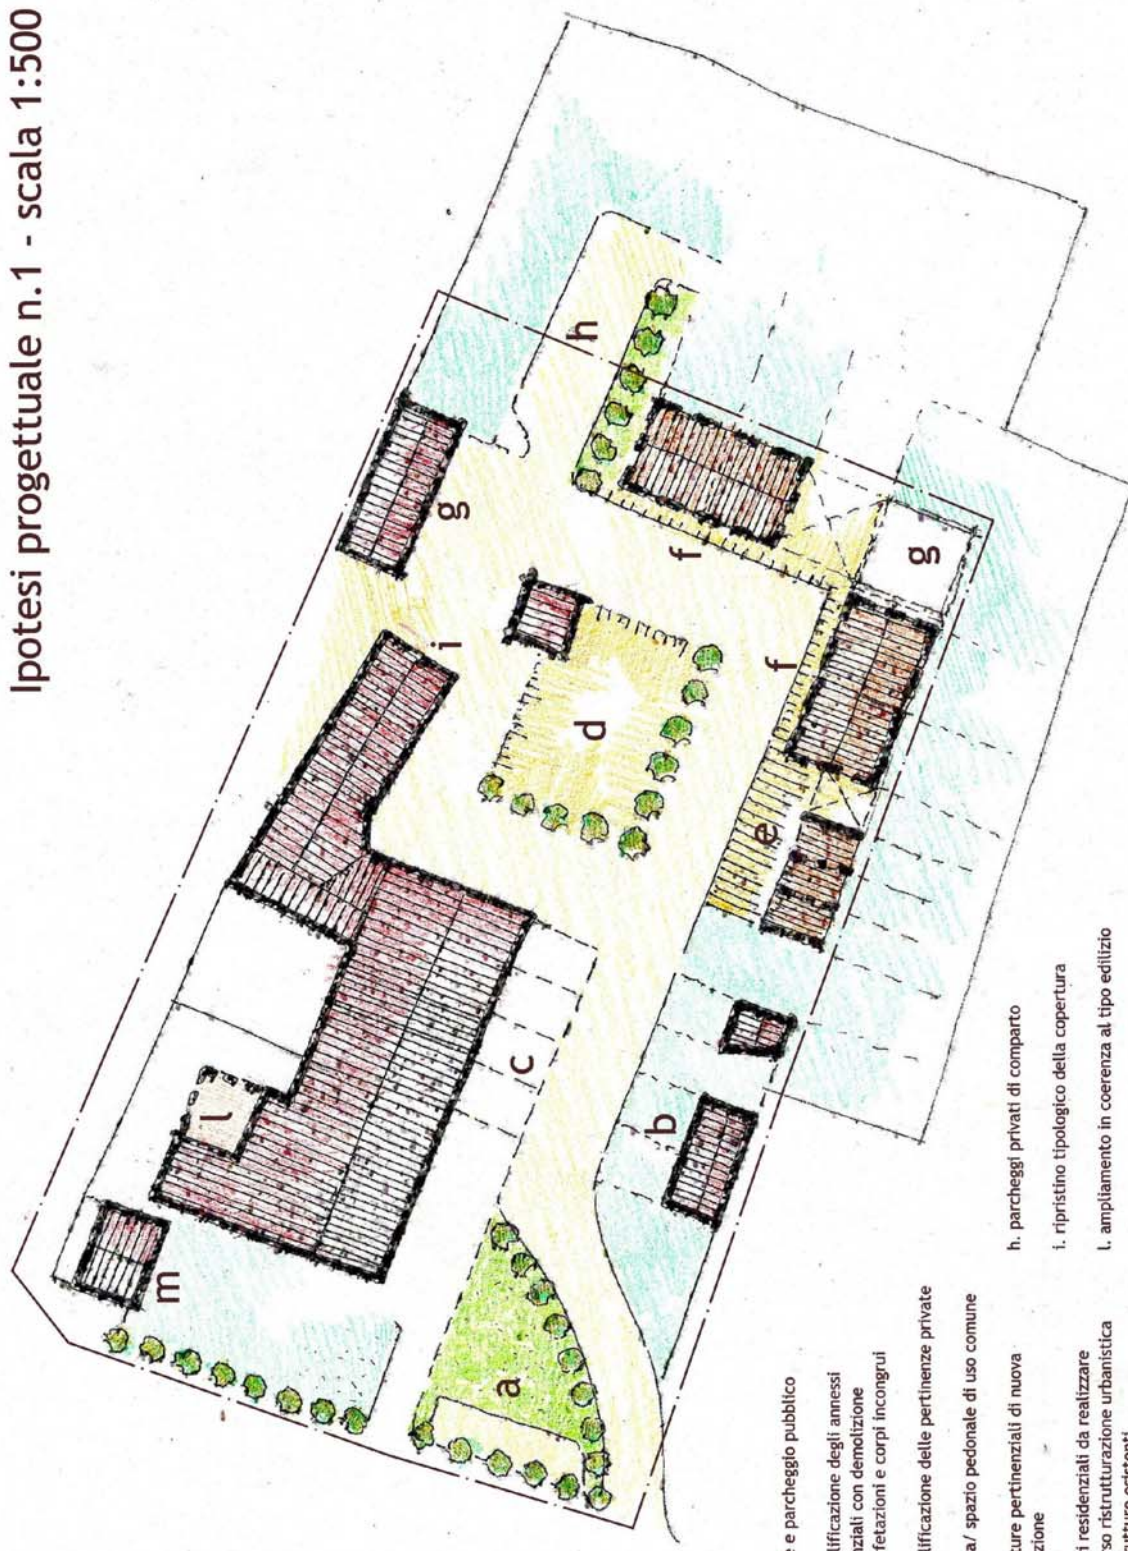 Ipotesi progettuale n.1 - scala 1:500
m
l
i
g
h
a
c
d
f
b
e
f
g
e parcheggio pubblico
lificazione degli annessi
nziali con demolizione
fetazioni e corpi incongrui
lificazione delle pertinenze private
a/ spazio pedonale di uso comune
ture pertinenziali di nuova
zione
i residenziali da realizzare
so ristrutturazione urbanistica
h. parcheggi privati di comparto
i. ripristino tipologico della copertura
l. ampliamento in coerenza al tipo edilizio